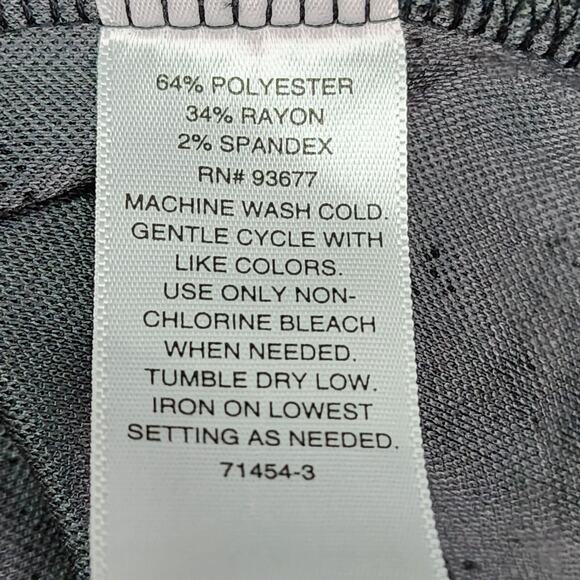 64% POLYESTER
34% RAYON
2% SPANDEX
RN# 93677
MACHINE WASH COLD.
GENTLE CYCLE WITH
LIKE COLORS.
USE ONLY NON-
CHLORINE BLEACH
WHEN NEEDED.
TUMBLE DRY LOW.
IRON ON LOWEST
SETTING AS NEEDED.
71454-3